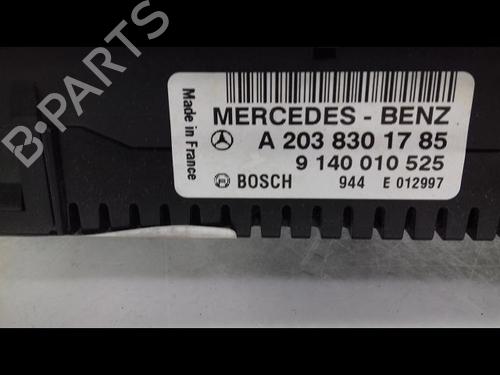 B-PARTS
Made in France
MERCEDES - BENZ
A 203 830 17 85
9 140 010 525
BOSCH 944 E 012997